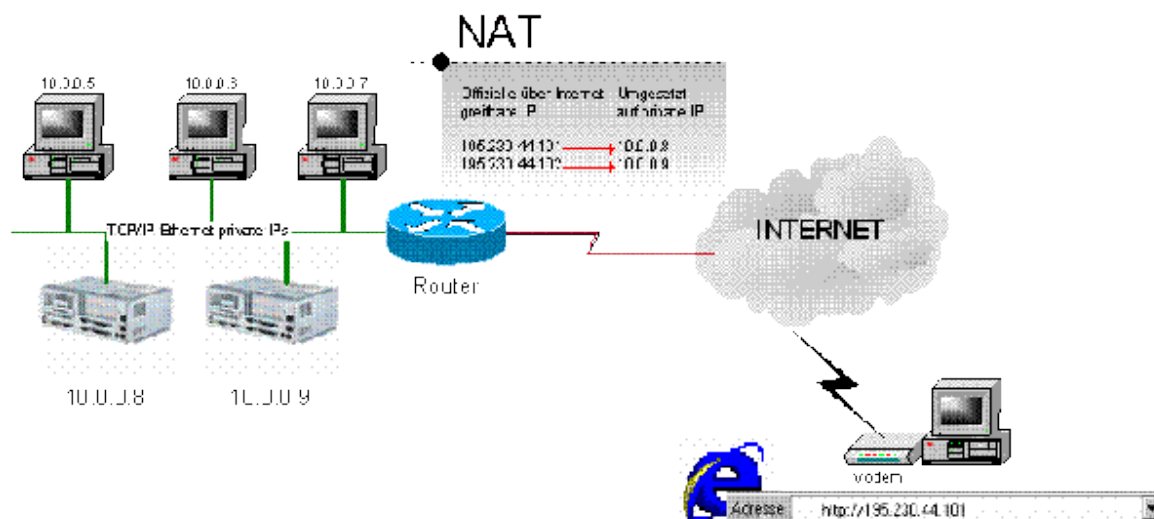 NAT
10.0.0.5
10.0.0.6
10.0.0.7
Offizielle über Internet
greifbare IP
Umgesetzt
auf private IP
195.230.44.101
10.0.0.8
195.230.44.102
10.0.0.9
TCP/IP Ethernet private IPs
INTERNET
Router
10.0.0.8
10.0.0.9
Modem
Adresse http://195.230.44.101